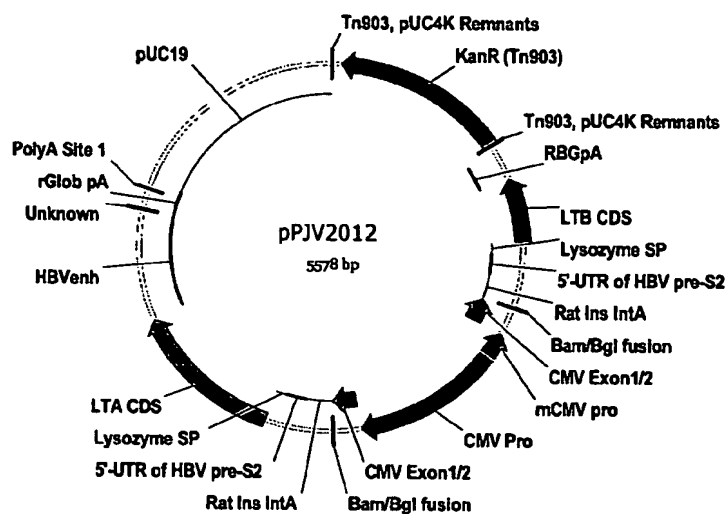 Tn903, pUC4K Remnants
pUC19
KanR (Tn903)
Tn903, pUC4K Remnants
RBGpA
PolyA Site 1
rGlob pA
Unknown
LTB CDS
pPJV2012
5578 bp
Lysozyme SP
HBVenh
5'-UTR of HBV pre-S2
Rat Ins IntA
Bam/Bgl fusion
CMV Exon1/2
mCMV pro
LTA CDS
Lysozyme SP
CMV Pro
5'-UTR of HBV pre-S2
CMV Exon1/2
Rat Ins IntA
Bam/Bgl fusion